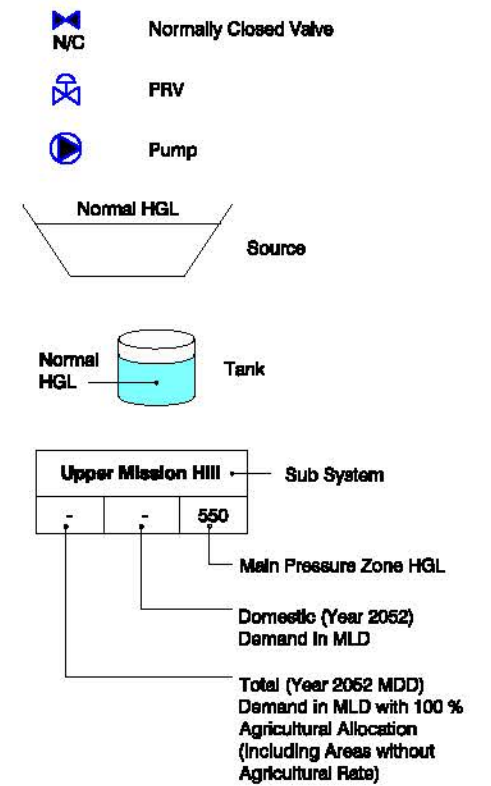 N/C
Normally Closed Valve
PRV
Pump
Normal HGL
Source
Normal
HGL
Tank
Upper Mission Hill
Sub System
- - 550
Main Pressure Zone HGL
Domestic (Year 2052)
Demand in MLD
Total (Year 2052 MDD)
Demand in MLD with 100 %
Agricultural Allocation
(Including Areas without
Agricultural Rate)